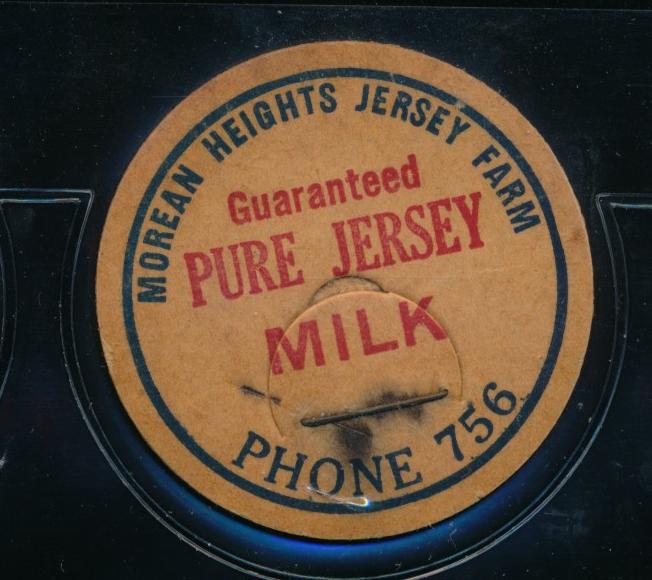 MOREAN HEIGHTS JERSEY FARM
Guaranteed
PURE JERSEY
MILK
PHONE 756